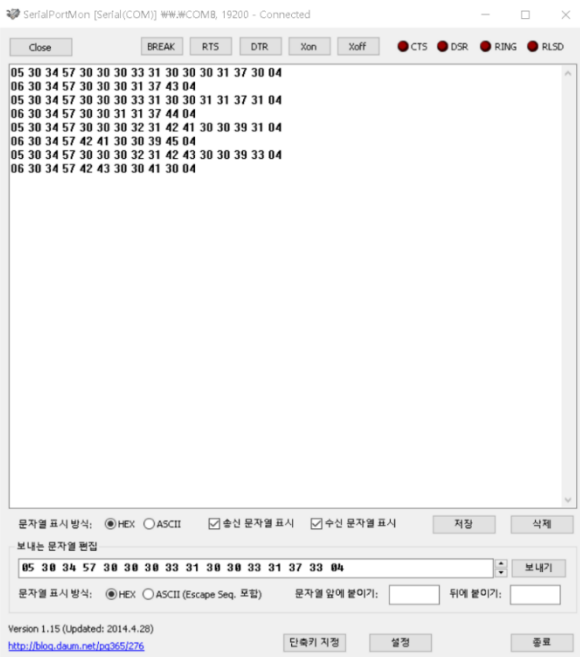 SerialPortMon [Serial(COM)] ₩₩.₩COM8, 19200 - Connected
Close BREAK RTS DTR Xon Xoff CTS DSR RING RLSD
05 30 34 57 30 30 30 33 31 30 30 30 31 37 30 04
06 30 34 57 30 30 30 31 37 43 04
05 30 34 57 30 30 30 33 31 30 30 31 31 37 31 04
06 30 34 57 30 30 31 31 37 44 04
05 30 34 57 30 30 30 32 31 42 41 30 30 39 31 04
06 30 34 57 42 41 30 30 39 45 04
05 30 34 57 30 30 30 32 31 42 43 30 30 39 33 04
06 30 34 57 42 43 30 30 41 30 04
문자열 표시 방식: HEX ASCII 송신 문자열 표시 수신 문자열 표시 저장 삭제
보내는 문자열 편집
05 30 34 57 30 30 30 33 31 30 30 33 31 37 33 04 보내기
문자열 표시 방식: HEX ASCII (Escape Seq. 포함) 문자열 앞에 붙이기: 뒤에 붙이기:
Version 1.15 (Updated: 2014.4.28)
http://blog.daum.net/pg365/276 단축키 지정 설정 종료